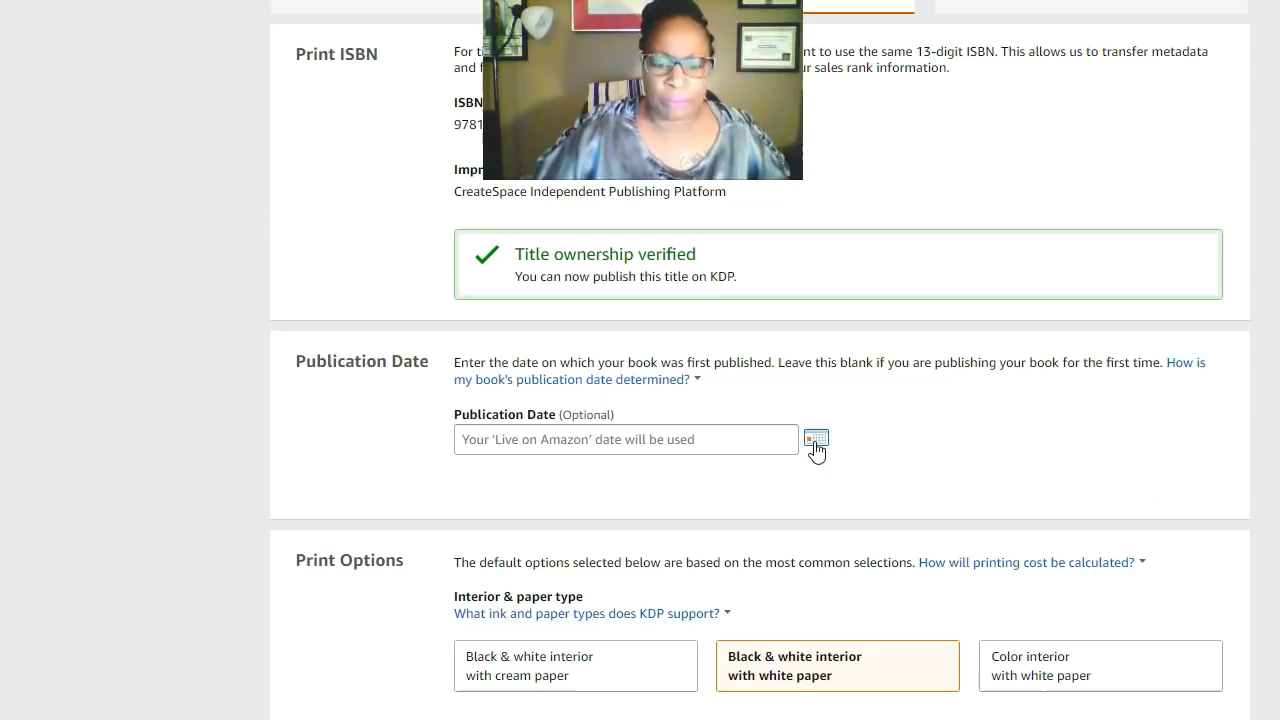 Print ISBN
For t nt to use the same 13-digit ISBN. This allows us to transfer metadata
and ur sales rank information.
ISBN
9781
Impr
CreateSpace Independent Publishing Platform
Title ownership verified
You can now publish this title on KDP.
Publication Date
Enter the date on which your book was first published. Leave this blank if you are publishing your book for the first time. How is
my book's publication date determined?
Publication Date (Optional)
Your 'Live on Amazon' date will be used
Print Options
The default options selected below are based on the most common selections. How will printing cost be calculated?
Interior & paper type
What ink and paper types does KDP support?
Black & white interior
with cream paper
Black & white interior
with white paper
Color interior
with white paper